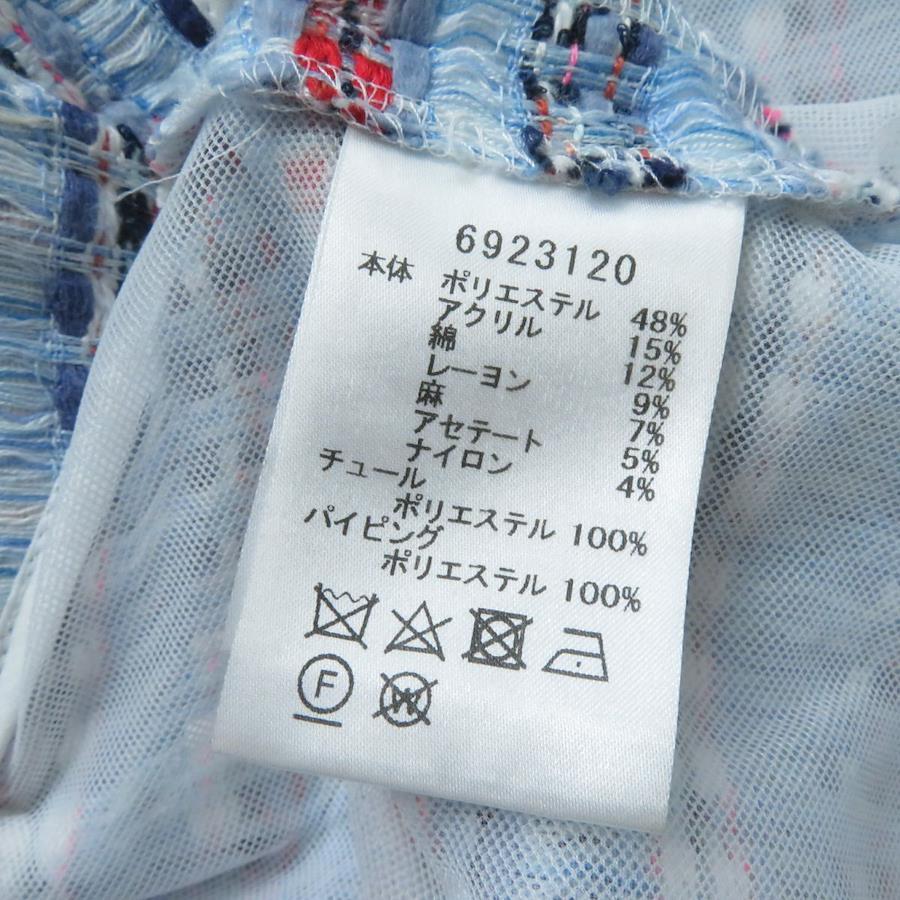 6923120
本体 ポリエステル 48%
アクリル 15%
綿 12%
レーヨン 9%
麻 7%
アセテート 5%
ナイロン 4%
チュール
ポリエステル 100%
パイピング
ポリエステル 100%
F W